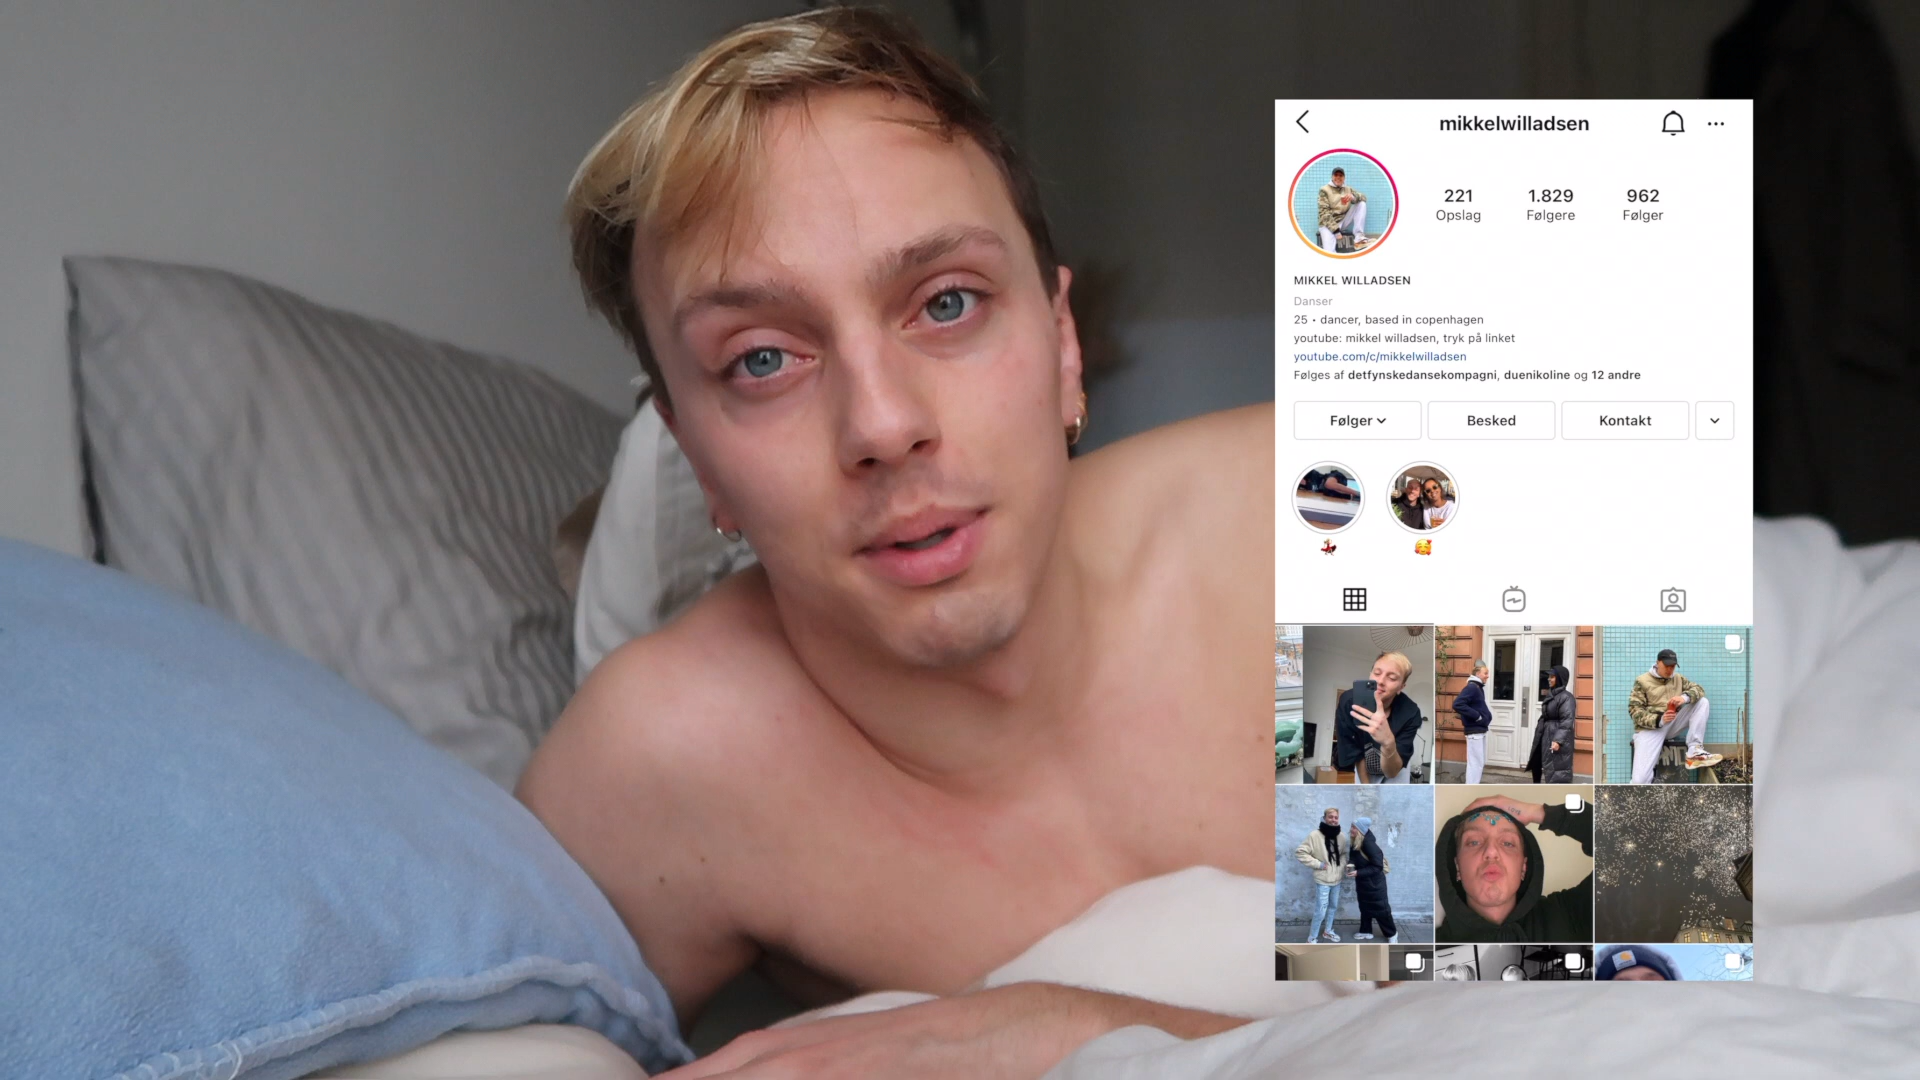 mikkelwilladsen
221 1.829 962
Opslag Følgere Følger
MIKKEL WILLADSEN
Danser
25 • dancer, based in copenhagen
youtube: mikkel willadsen, tryk på linket
youtube.com/c/mikkelwilladsen
Følges af detfynskedansekompagni, duenikoline og 12 andre
Følger Besked Kontakt